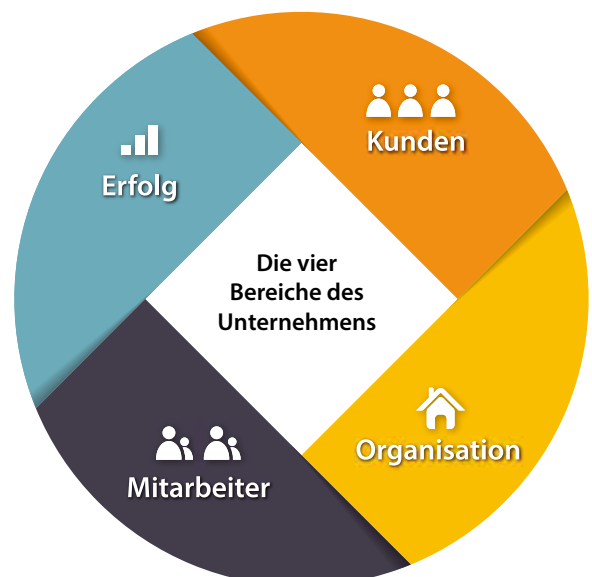 Kunden
Erfolg
Die vier
Bereiche des
Unternehmens
Organisation
Mitarbeiter